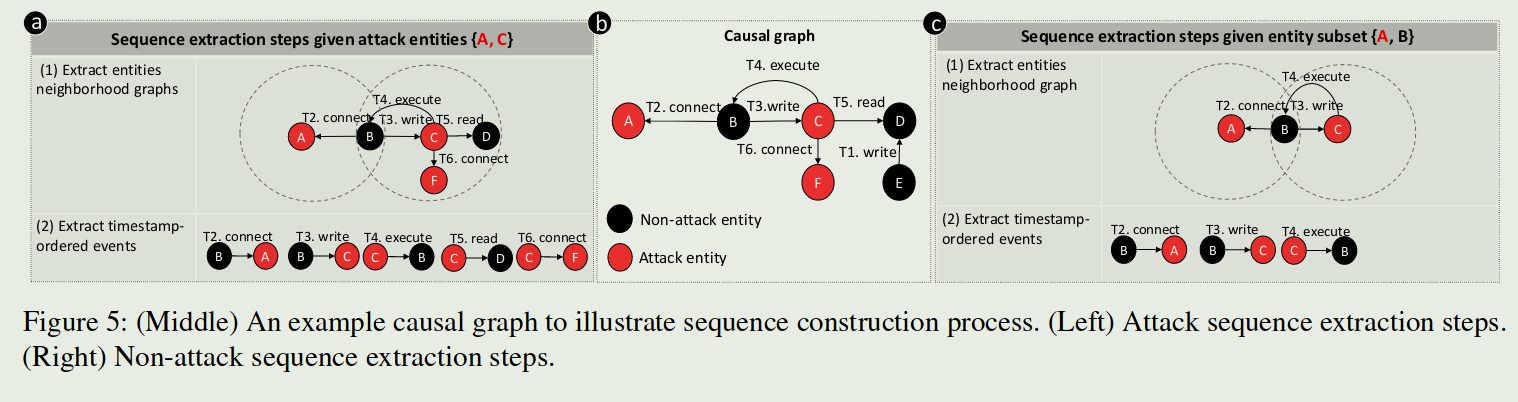 a
Sequence extraction steps given attack entities {A, C}
(1) Extract entities
neighborhood graphs
T4. execute
T2. connect
T3. write
T5. read
A
B
C
D
T6. connect
F
(2) Extract timestamp-
ordered events
T2. connect
T3. write
T4. execute
T5. read
T6. connect
B
A
B
C
C
B
C
D
C
F
b
Causal graph
T4. execute
T2. connect
T3.write
T5. read
A
B
C
D
T6. connect
T1. write
F
E
Non-attack entity
Attack entity
c
Sequence extraction steps given entity subset {A, B}
(1) Extract entities
neighborhood graph
T4. execute
T2. connect
T3. write
A
B
C
(2) Extract timestamp-
ordered events
T2. connect
T3. write
T4. execute
B
A
B
C
C
B
Figure 5: (Middle) An example causal graph to illustrate sequence construction process. (Left) Attack sequence extraction steps.
(Right) Non-attack sequence extraction steps.